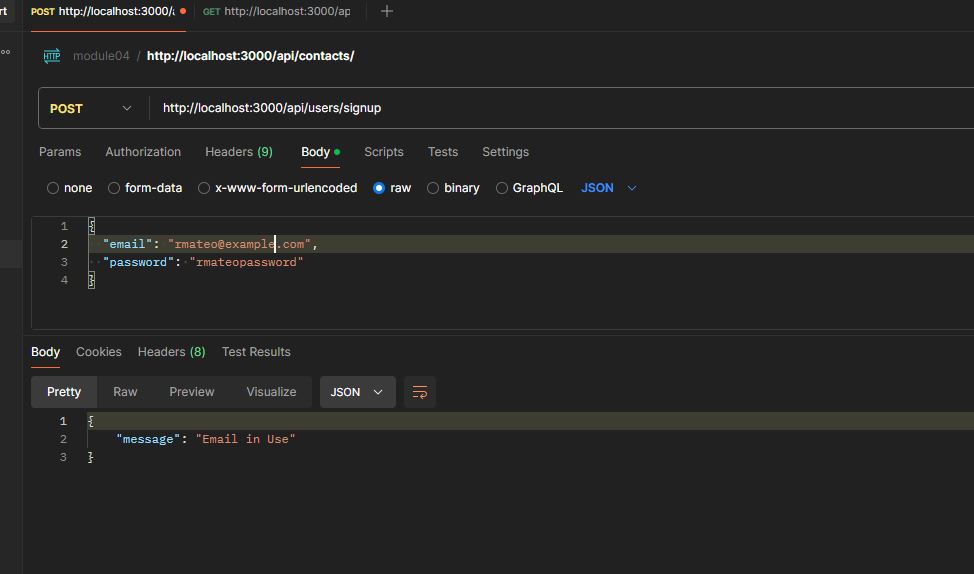 rt POST http://localhost:3000/a GET http://localhost:3000/ap
HTTP module04 / http://localhost:3000/api/contacts/
POST http://localhost:3000/api/users/signup
Params Authorization Headers (9) Body Scripts Tests Settings
none form-data x-www-form-urlencoded raw binary GraphQL JSON
1 {
2 "email": "rmateo@example.com",
3 "password": "rmateopassword"
4 }
Body Cookies Headers (8) Test Results
Pretty Raw Preview Visualize JSON
1 {
2 "message": "Email in Use"
3 }